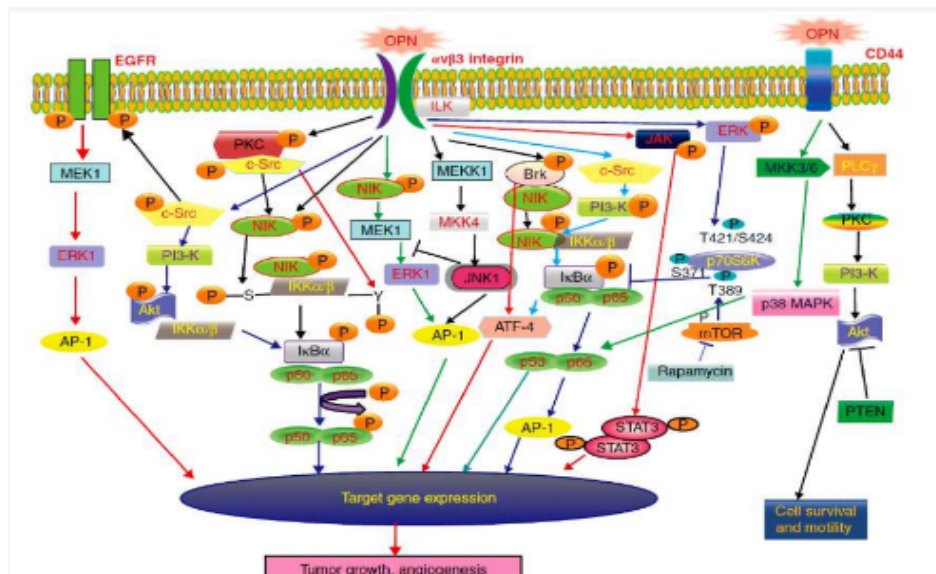 OPN
OPN
EGFR
αvβ3 integrin
CD44
ILK
P
P
PKC
P
P
c-Src
JAK
P
ERK
P
MEK1
MEKK1
Brk
P
c-Src
MKK3/6
PLCγ
NIK
P
NIK
P
c-Src
P
NIK
P
MEK1
MKK4
NIK
IKKα/β
PI3-K
P
P
T421/S424
PKC
P
ERK1
PI3-K
NIK
P
IKKα/β
P
S
Y
P
ERK1
JNK1
IκBα
P
p50
p65
P
S371
p70S6K
P
T389
PI3-K
p38 MAPK
Akt
P
IKKα/β
AP-1
ATF-4
P
mTOR
Akt
P
AP-1
IκBα
P
p50
p65
p50
p65
Rapamycin
PTEN
P
P
p50
p65
AP-1
STAT3
P
P
STAT3
Target gene expression
Cell survival
and motility
Tumor growth, angiogenesis